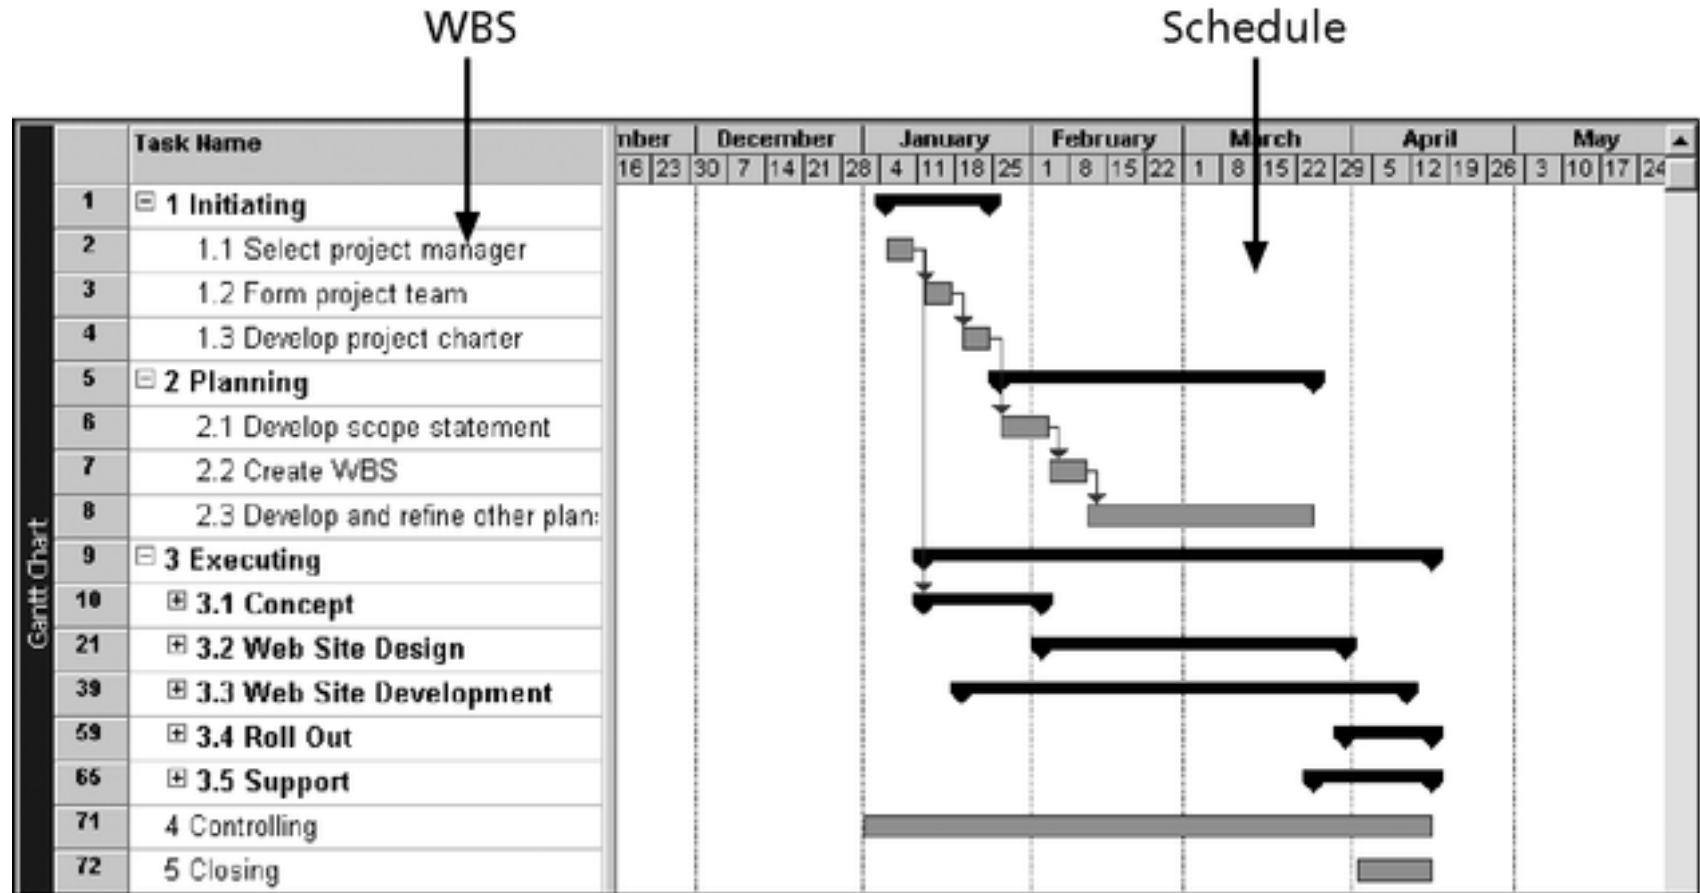 WBS Schedule
Task Name mber December January February March April May
16 23 30 7 14 21 28 4 11 18 25 1 8 15 22 1 8 15 22 29 5 12 19 26 3 10 17 24
1 1 Initiating
2 1.1 Select project manager
3 1.2 Form project team
4 1.3 Develop project charter
5 2 Planning
6 2.1 Develop scope statement
7 2.2 Create WBS
8 2.3 Develop and refine other plans
9 3 Executing
10 3.1 Concept
21 3.2 Web Site Design
39 3.3 Web Site Development
59 3.4 Roll Out
65 3.5 Support
71 4 Controlling
72 5 Closing
Gantt Chart